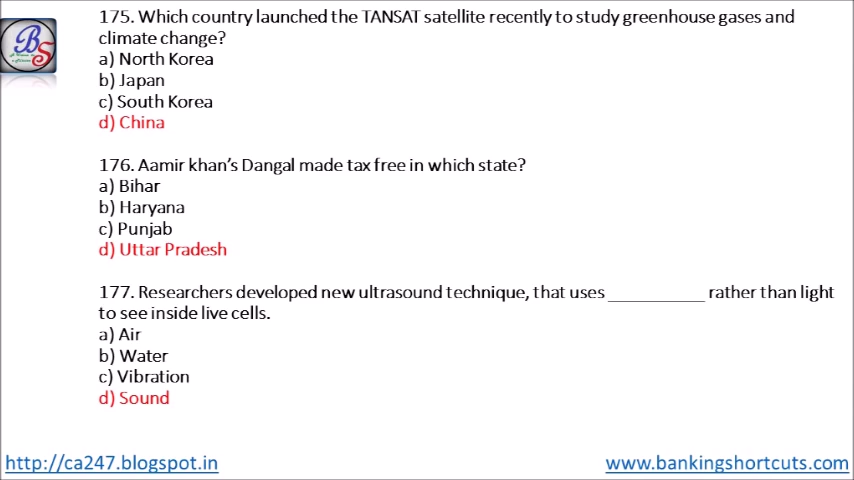 BS
175. Which country launched the TANSAT satellite recently to study greenhouse gases and
climate change?
a) North Korea
b) Japan
c) South Korea
d) China
176. Aamir khan’s Dangal made tax free in which state?
a) Bihar
b) Haryana
c) Punjab
d) Uttar Pradesh
177. Researchers developed new ultrasound technique, that uses ___________ rather than light
to see inside live cells.
a) Air
b) Water
c) Vibration
d) Sound
http://ca247.blogspot.in
www.bankingshortcuts.com